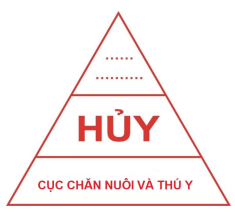 ......
..........
HỦY
CỤC CHĂN NUÔI VÀ THÚ Y